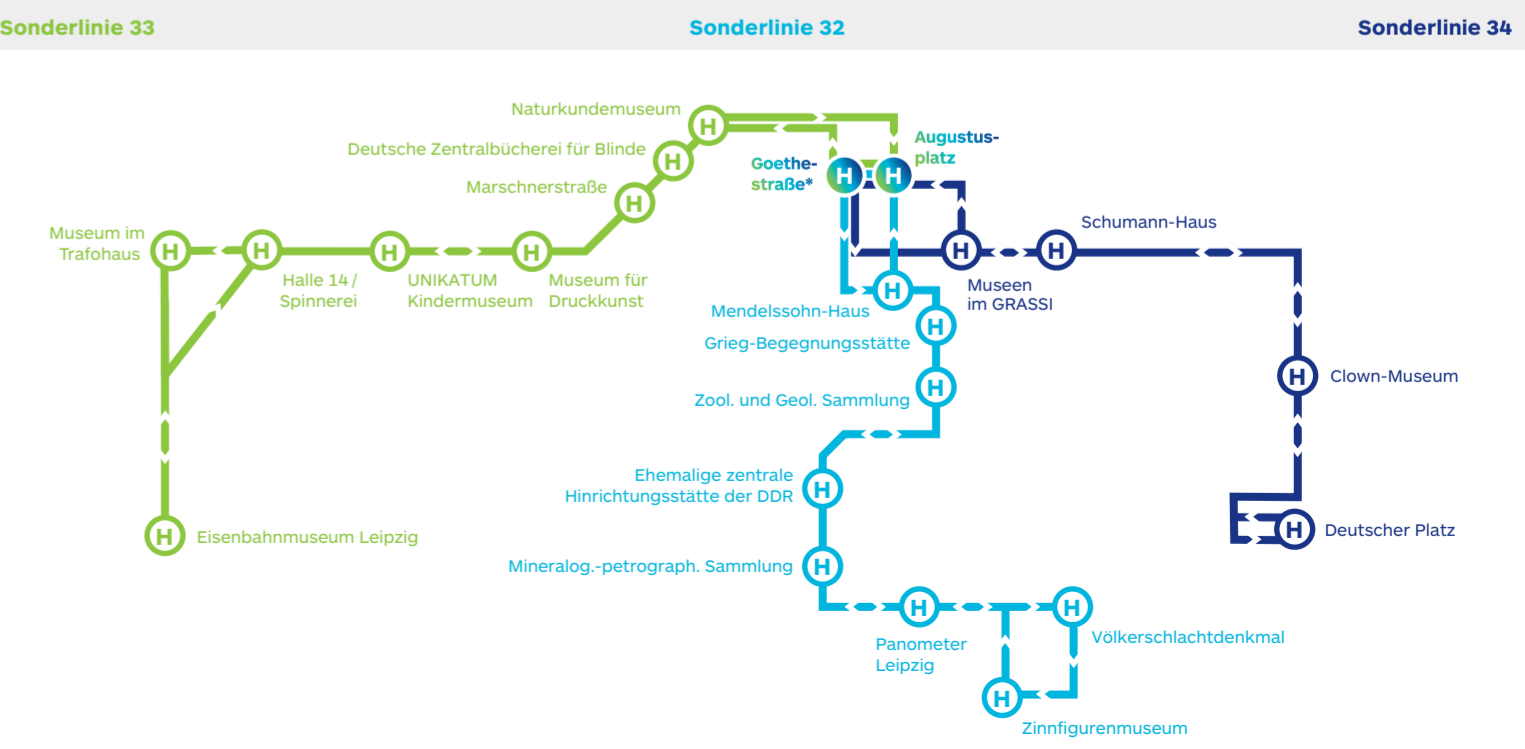 Sonderlinie 33
Sonderlinie 32
Sonderlinie 34
Naturkundemuseum
H
Deutsche Zentralbücherei für Blinde
H
Marschnerstraße
H
Museum im
Trafohaus
H
H
Halle 14 /
Spinnerei
H
UNIKATUM
Kindermuseum
H
Museum für
Druckkunst
H
Eisenbahnmuseum Leipzig
Goethe-
straße*
H
H
Augustus-
platz
H
Mendelssohn-Haus
H
Grieg-Begegnungsstätte
H
Zool. und Geol. Sammlung
Ehemalige zentrale
Hinrichtungsstätte der DDR
H
Mineralog.-petrograph. Sammlung
H
H
Panometer
Leipzig
H
Völkerschlachtdenkmal
H
Zinnfigurenmuseum
H
Museen
im GRASSI
H
Schumann-Haus
H
Clown-Museum
H
Deutscher Platz